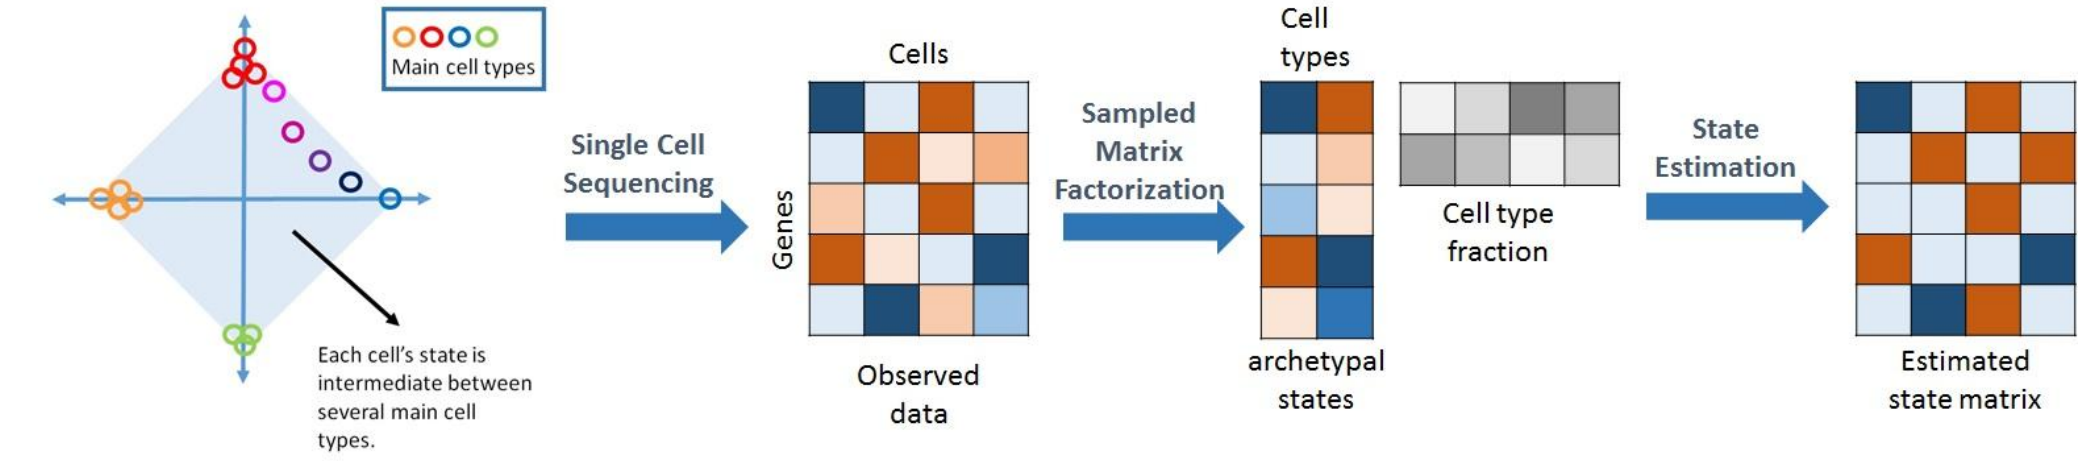 Main cell types
Each cell's state is
intermediate between
several main cell
types.
Single Cell
Sequencing
Cells
Genes
Observed
data
Sampled
Matrix
Factorization
Cell
types
archetypal
states
Cell type
fraction
State
Estimation
Estimated
state matrix